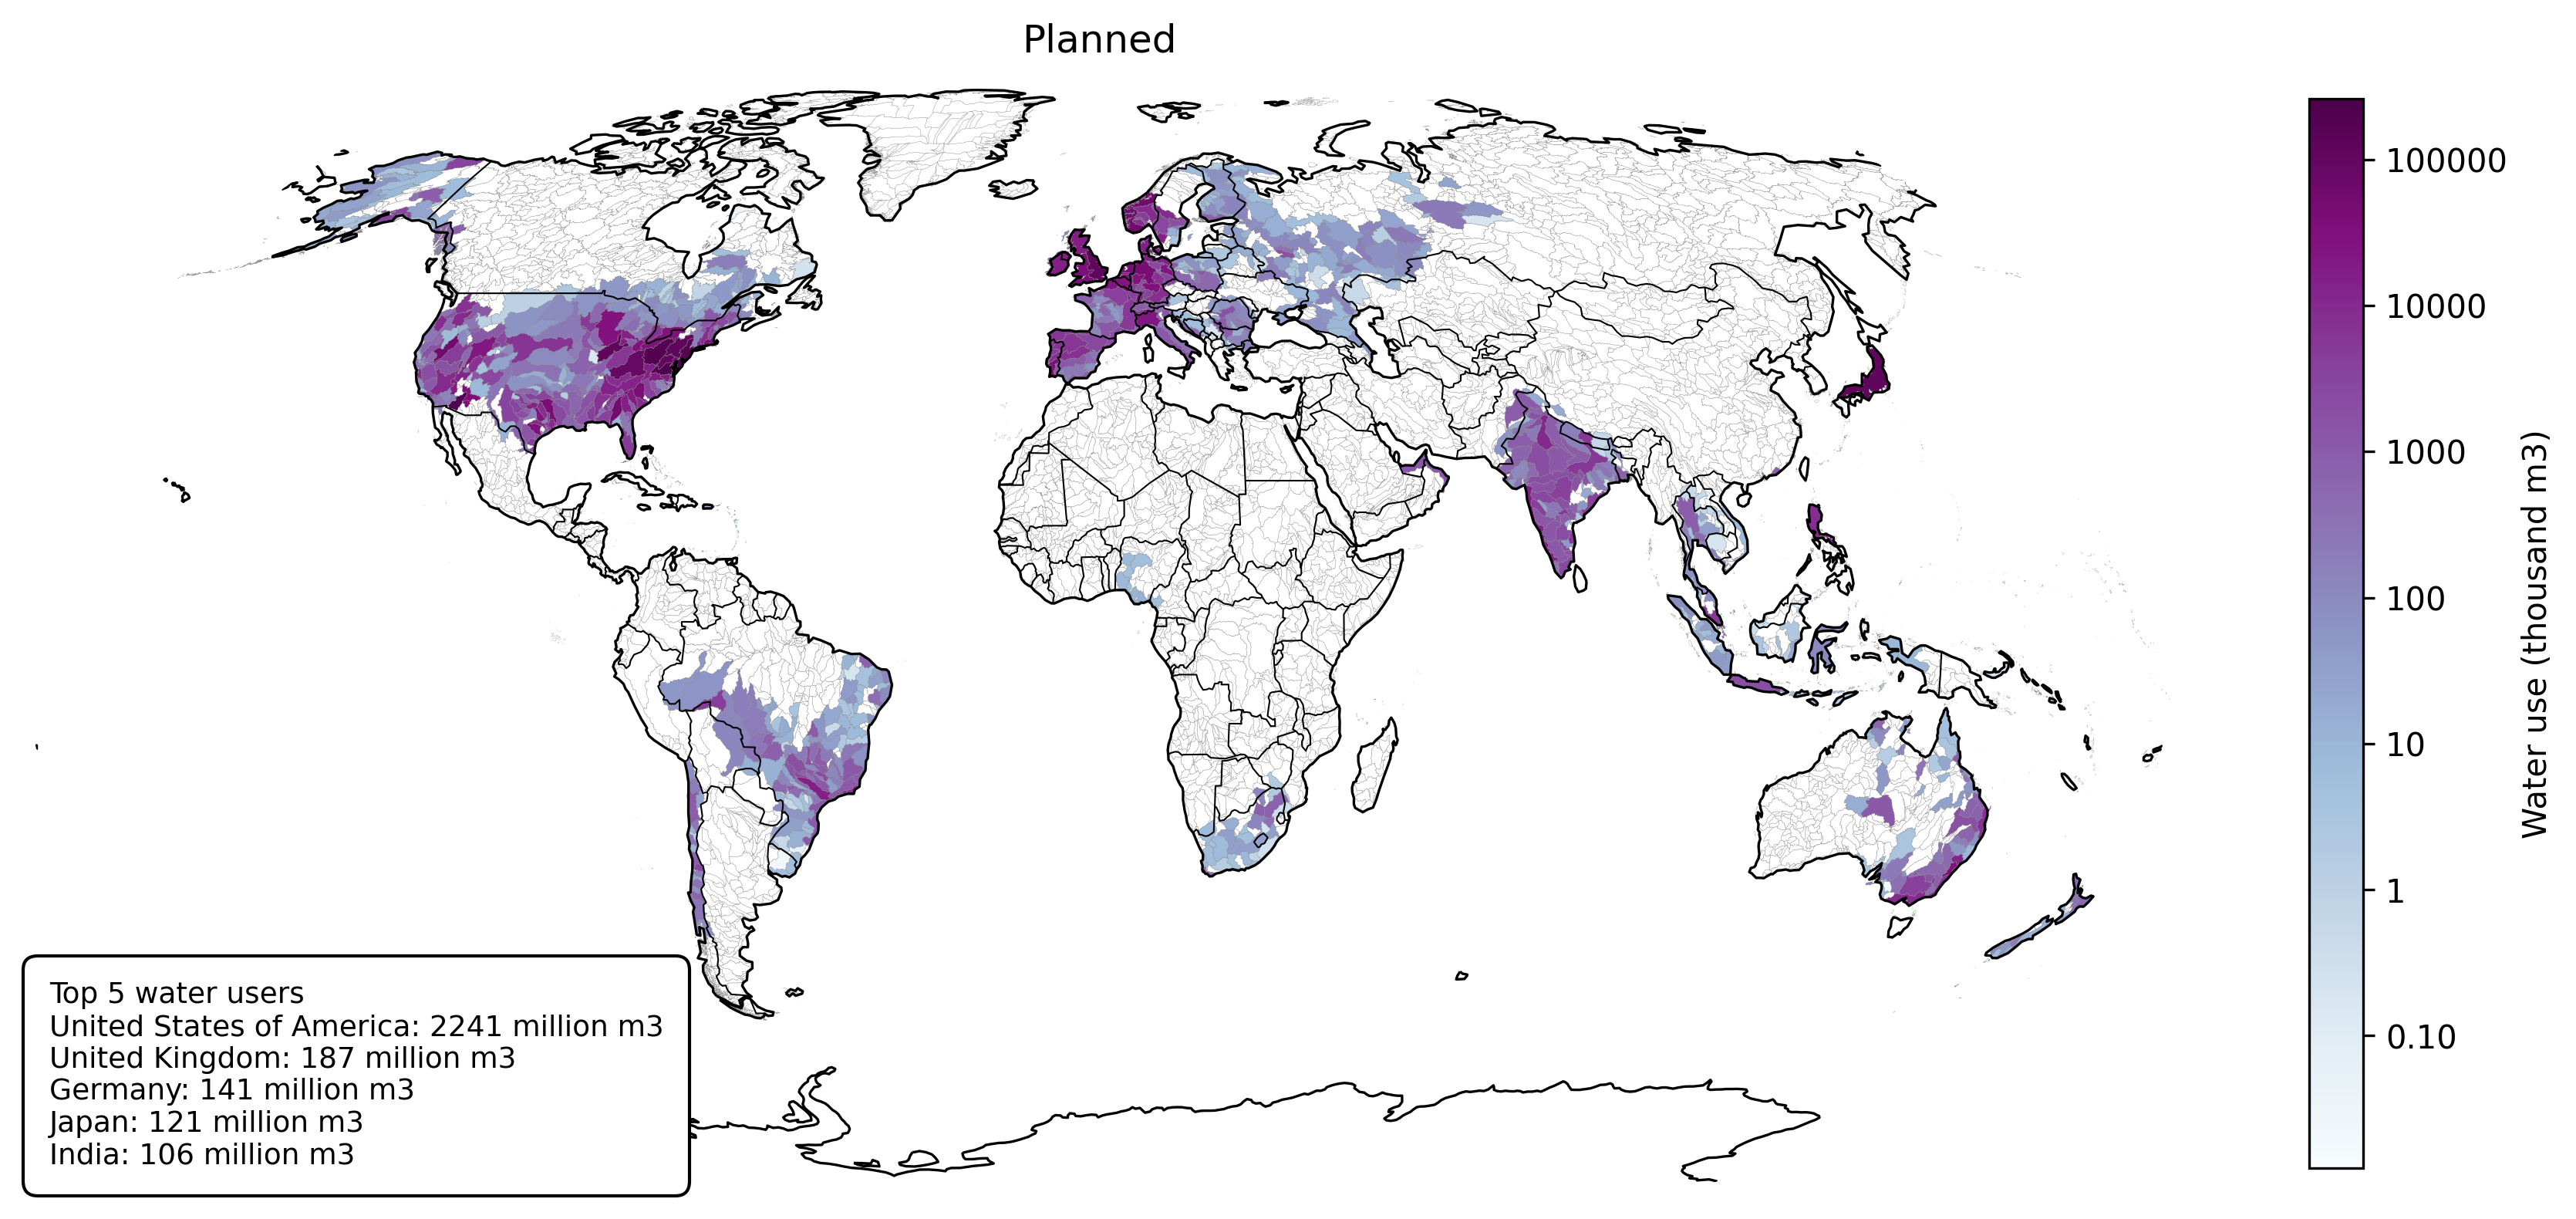 Planned
100000
10000
1000
100
10
1
0.10
Water use (thousand m3)
Top 5 water users
United States of America: 2241 million m3
United Kingdom: 187 million m3
Germany: 141 million m3
Japan: 121 million m3
India: 106 million m3